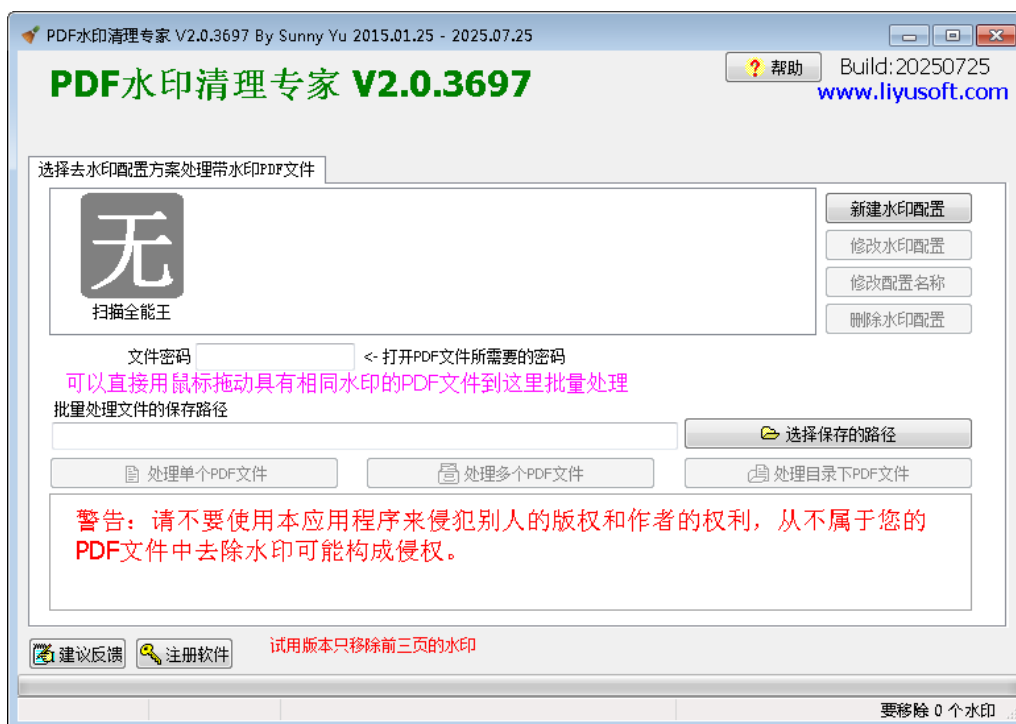 PDF水印清理专家 V2.0.3697 By Sunny Yu 2015.01.25 - 2025.07.25
PDF水印清理专家 V2.0.3697
帮助
Build:20250725
www.liyusoft.com
选择去水印配置方案处理带水印PDF文件
无
扫描全能王
新建水印配置
修改水印配置
修改配置名称
删除水印配置
文件密码
<- 打开PDF文件所需要的密码
可以直接用鼠标拖动具有相同水印的PDF文件到这里批量处理
批量处理文件的保存路径
选择保存的路径
处理单个PDF文件
处理多个PDF文件
处理目录下PDF文件
警告：请不要使用本应用程序来侵犯别人的版权和作者的权利，从不属于您的
PDF文件中去除水印可能构成侵权。
建议反馈
注册软件
试用版本只移除前三页的水印
要移除 0 个水印